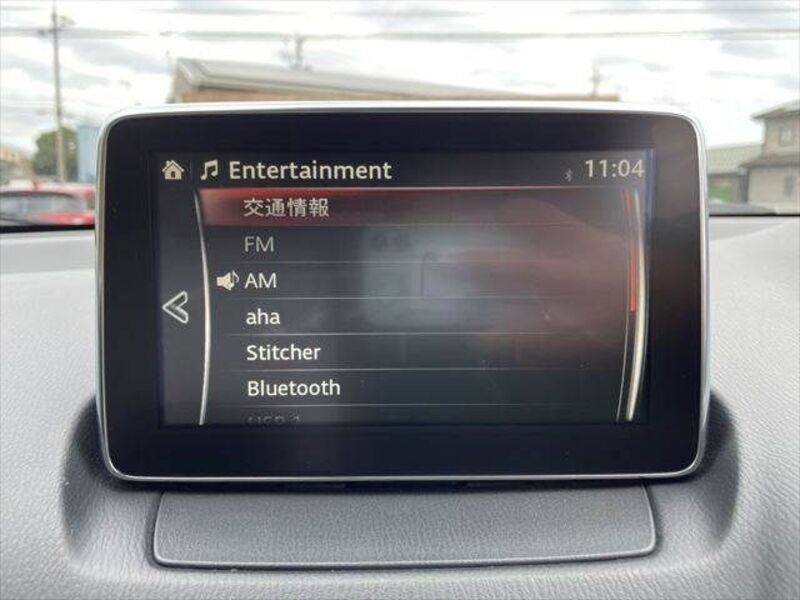 Entertainment 11:04
交通情報
FM
AM
aha
Stitcher
Bluetooth